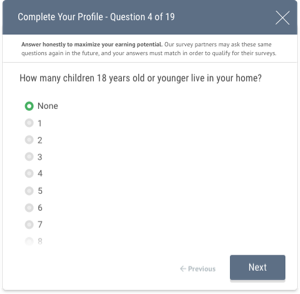 Complete Your Profile - Question 4 of 19
Answer honestly to maximize your earning potential. Our survey partners may ask these same
questions again in the future, and your answers must match in order to qualify for their surveys.
How many children 18 years old or younger live in your home?
None
1
2
3
4
5
6
7
8
← Previous
Next